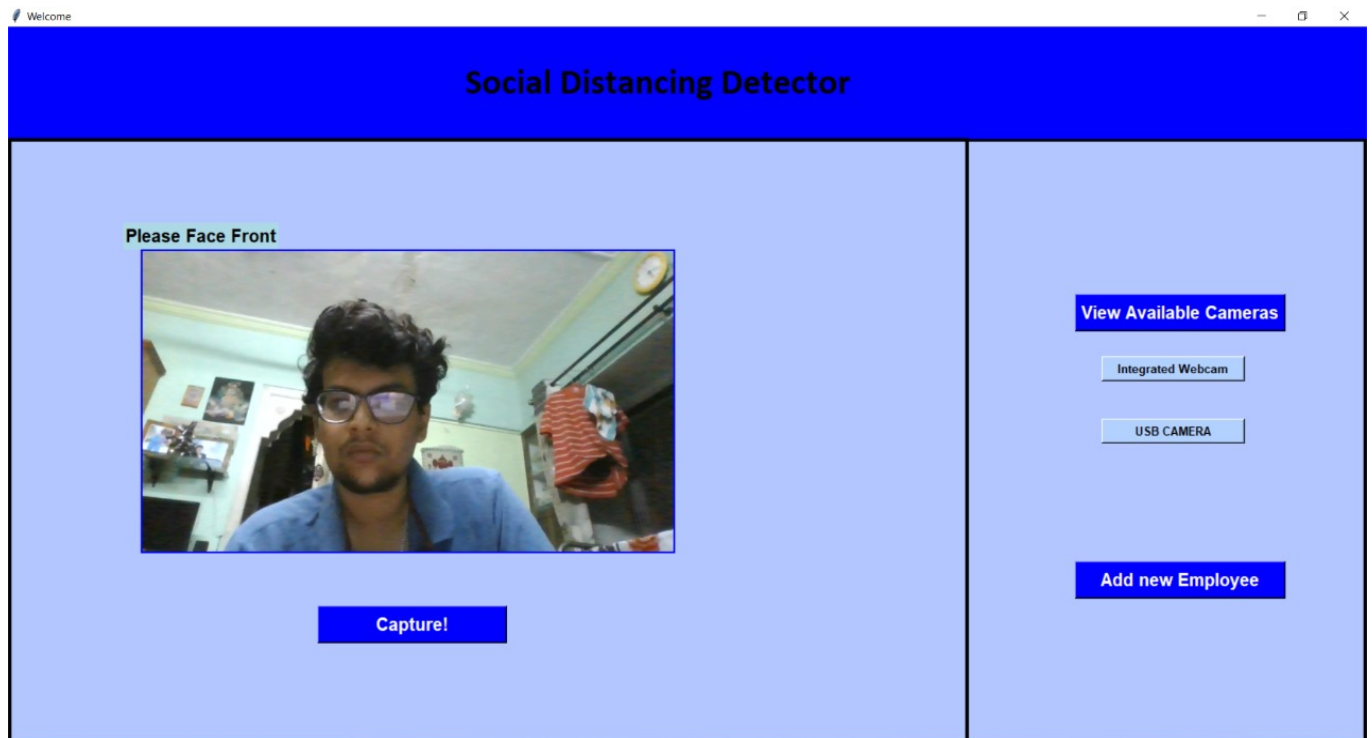 Welcome
Social Distancing Detector
Please Face Front
Capture!
View Available Cameras
Integrated Webcam
USB CAMERA
Add new Employee